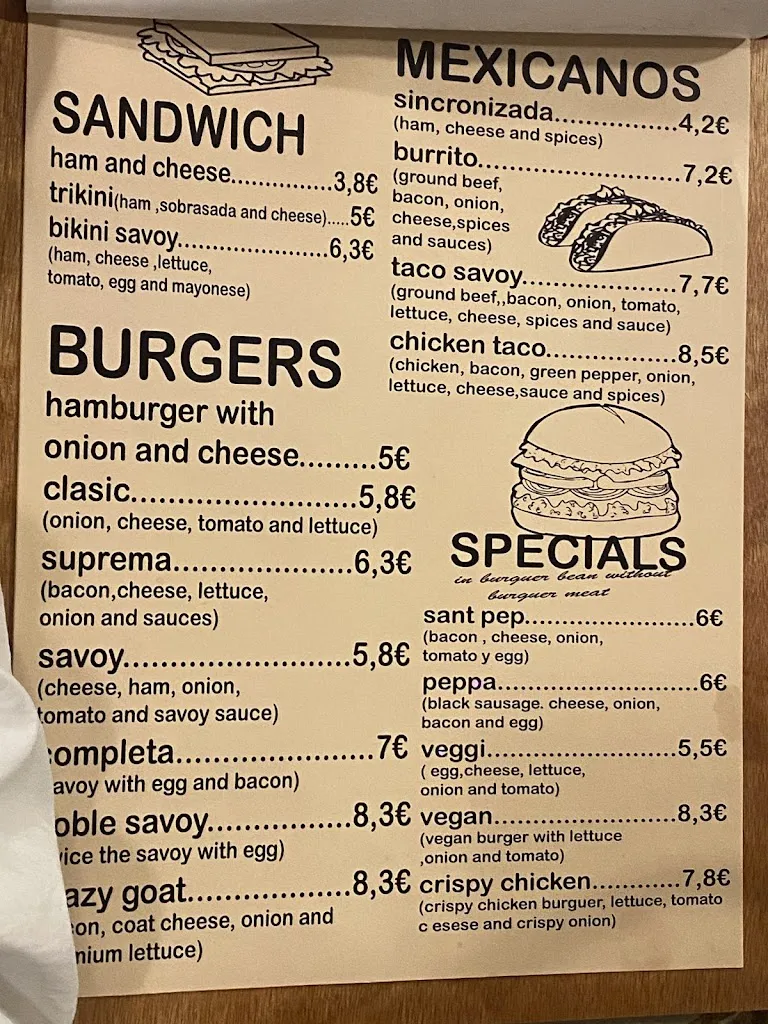 SANDWICH
ham and cheese..............3,8€
trikini(ham ,sobrasada and cheese).....5€
bikini savoy.....................6,3€
(ham, cheese ,lettuce,
tomato, egg and mayonese)
BURGERS
hamburger with
onion and cheese.........5€
clasic..........................5,8€
(onion, cheese, tomato and lettuce)
suprema....................6,3€
(bacon,cheese, lettuce,
onion and sauces)
savoy.........................5,8€
(cheese, ham, onion,
tomato and savoy sauce)
completa.......................7€
avoy with egg and bacon)
oble savoy................8,3€
ice the savoy with egg)
azy goat..................8,3€
on, coat cheese, onion and
nium lettuce)
MEXICANOS
sincronizada................4,2€
(ham, cheese and spices)
burrito..........................7,2€
(ground beef,
bacon, onion,
cheese,spices
and sauces)
taco savoy....................7,7€
(ground beef,,bacon, onion, tomato,
lettuce, cheese, spices and sauce)
chicken taco.................8,5€
(chicken, bacon, green pepper, onion,
lettuce, cheese,sauce and spices)
SPECIALS
in burguer bean without
burguer meat
sant pep......................6€
(bacon , cheese, onion,
tomato y egg)
peppa..........................6€
(black sausage. cheese, onion,
bacon and egg)
veggi.........................5,5€
( egg,cheese, lettuce,
onion and tomato)
vegan........................8,3€
(vegan burger with lettuce
,onion and tomato)
crispy chicken............7,8€
(crispy chicken burguer, lettuce, tomato
c esese and crispy onion)